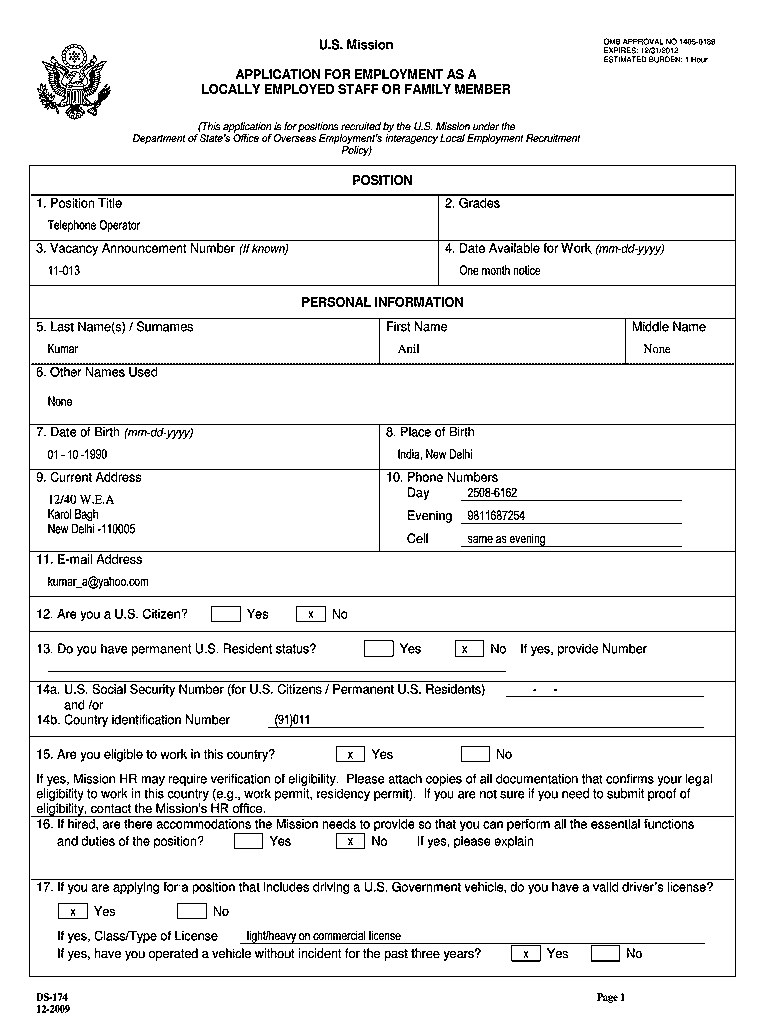 U.S. Mission
OMB APPROVAL NO 1405-0189
EXPIRES: 12/31/2012
ESTIMATED BURDEN: 1 Hour
APPLICATION FOR EMPLOYMENT AS A
LOCALLY EMPLOYED STAFF OR FAMILY MEMBER
(This application is for positions recruited by the U.S. Mission under the
Department of State's Office of Overseas Employment's interagency Local Employment Recruitment
Policy)
POSITION
1. Position Title
Telephone Operator
2. Grades
3. Vacancy Announcement Number (If known)
11-013
4. Date Available for Work (mm-dd-yyyy)
One month notice
PERSONAL INFORMATION
5. Last Name(s) / Surnames
Kumar
First Name
Anil
Middle Name
None
6. Other Names Used
None
7. Date of Birth (mm-dd-yyyy)
01 - 10 -1990
8. Place of Birth
India, New Delhi
9. Current Address
12/40 W.E.A
Karol Bagh
New Delhi -110005
10. Phone Numbers
Day 2508-6162
Evening 9811687254
Cell same as evening
11. E-mail Address
kumar_a@yahoo.com
12. Are you a U.S. Citizen? Yes x No
13. Do you have permanent U.S. Resident status? Yes x No If yes, provide Number
14a. U.S. Social Security Number (for U.S. Citizens / Permanent U.S. Residents) - -
and /or
14b. Country identification Number (91)011
15. Are you eligible to work in this country? x Yes No
If yes, Mission HR may require verification of eligibility. Please attach copies of all documentation that confirms your legal
eligibility to work in this country (e.g., work permit, residency permit). If you are not sure if you need to submit proof of
eligibility, contact the Mission's HR office.
16. If hired, are there accommodations the Mission needs to provide so that you can perform all the essential functions
and duties of the position? Yes x No If yes, please explain
17. If you are applying for a position that includes driving a U.S. Government vehicle, do you have a valid driver's license?
x Yes No
If yes, Class/Type of License light/heavy on commercial license
If yes, have you operated a vehicle without incident for the past three years? x Yes No
DS-174
12-2009
Page 1